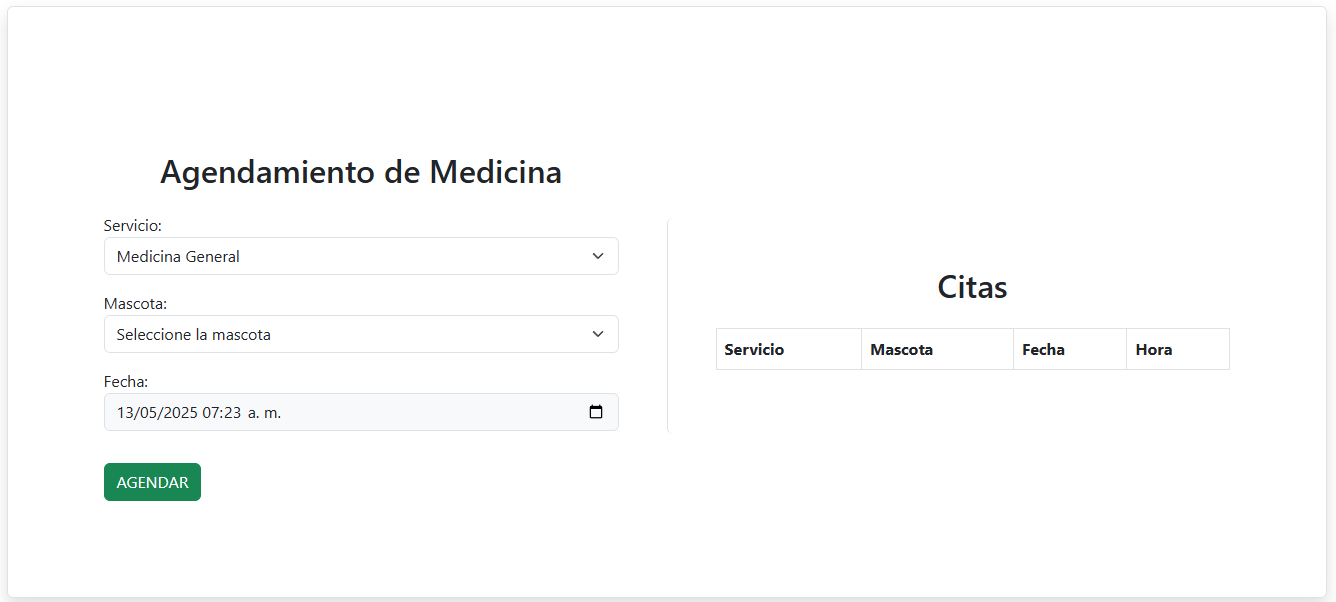 Agendamiento de Medicina
Servicio:
Medicina General
Mascota:
Seleccione la mascota
Fecha:
13/05/2025 07:23 a. m.
AGENDAR
Citas
Servicio Mascota Fecha Hora